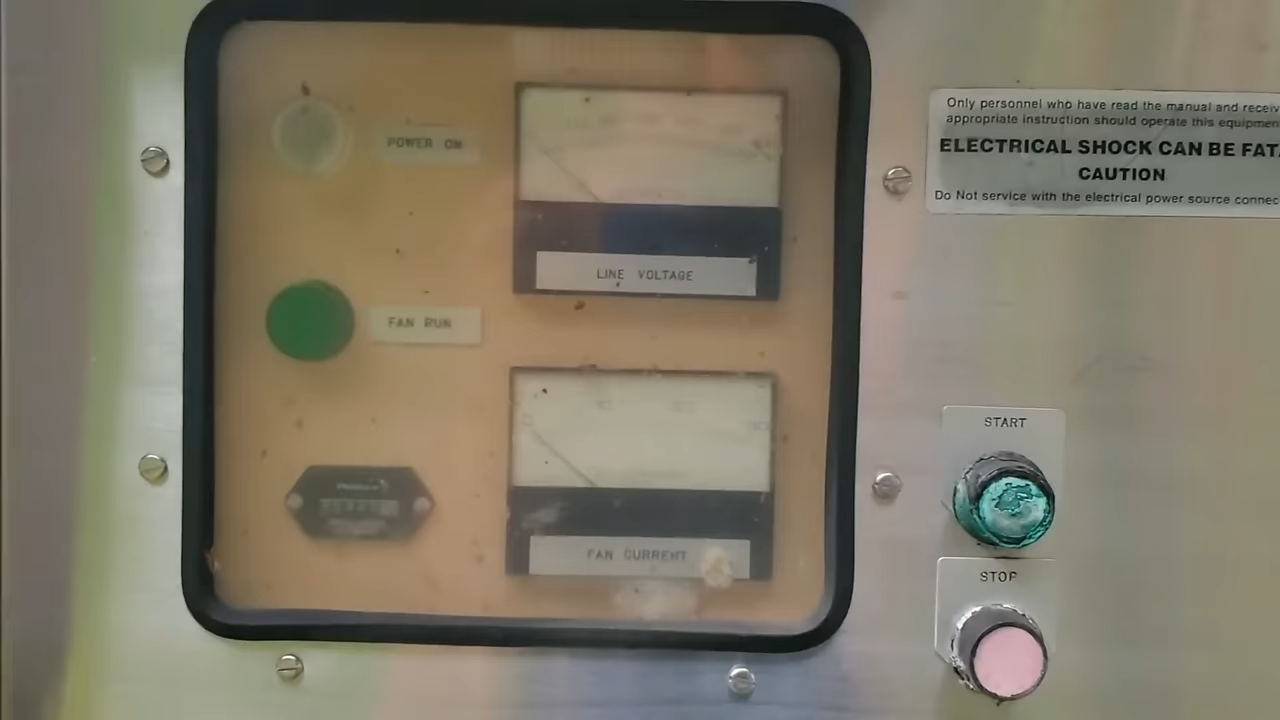 POWER ON
LINE VOLTAGE
FAN RUN
FAN CURRENT
Only personnel who have read the manual and receiv
appropriate instruction should operate this equipmen
ELECTRICAL SHOCK CAN BE FATA
CAUTION
Do Not service with the electrical power source connec
START
STOP